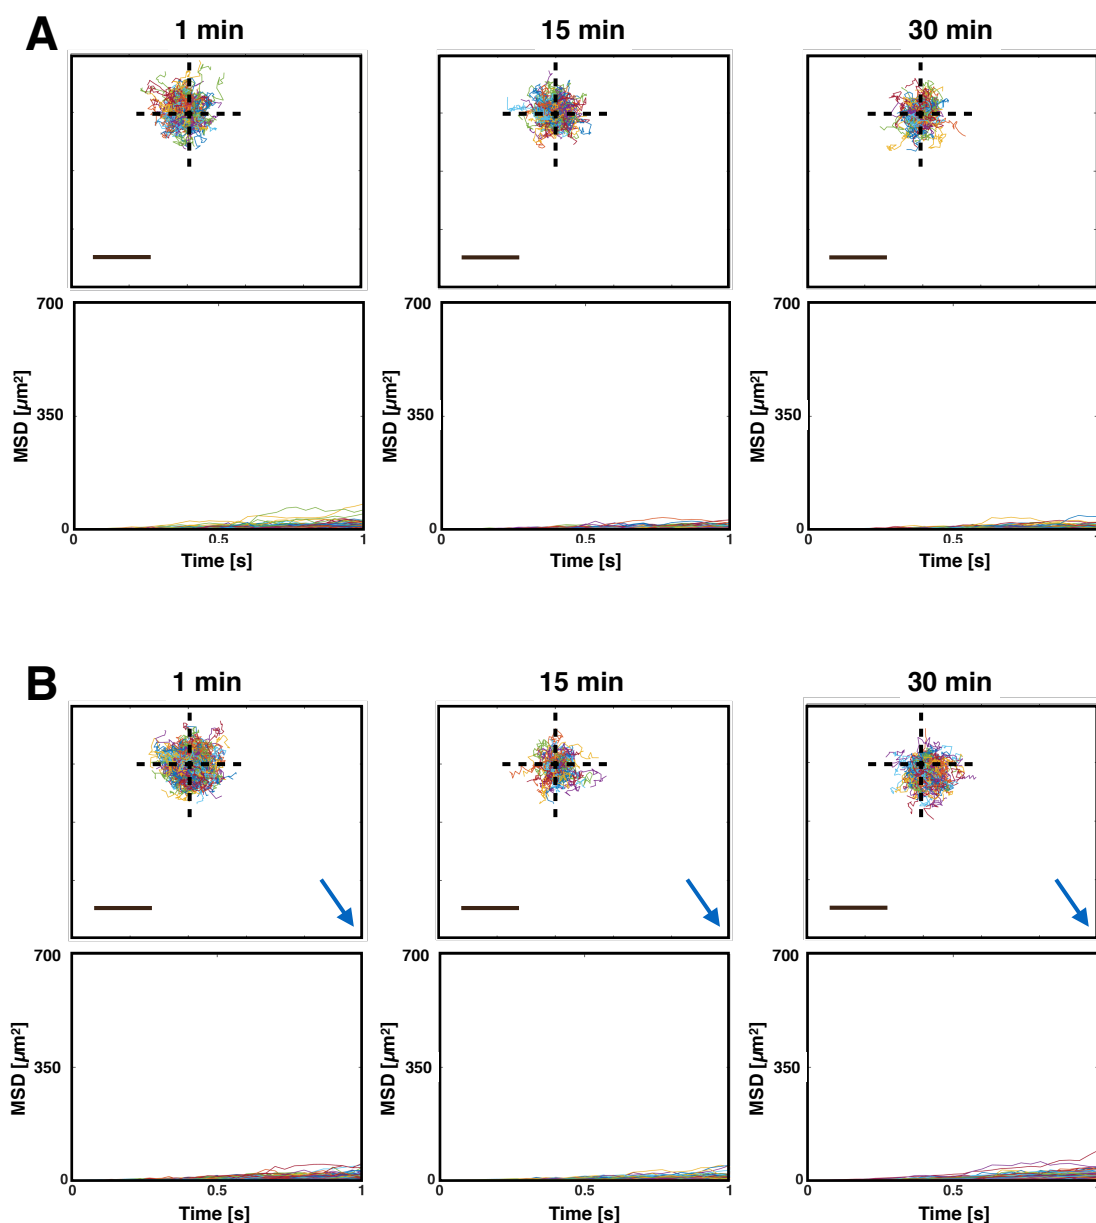 A
1 min 15 min 30 min
700 700 700
MSD [µm²] MSD [µm²] MSD [µm²]
350 350 350
0 0 0
0 0.5 1 0 0.5 1 0 0.5 1
Time [s] Time [s] Time [s]
B
1 min 15 min 30 min
700 700 700
MSD [µm²] MSD [µm²] MSD [µm²]
350 350 350
0 0 0
0 0.5 1 0 0.5 1 0 0.5 1
Time [s] Time [s] Time [s]